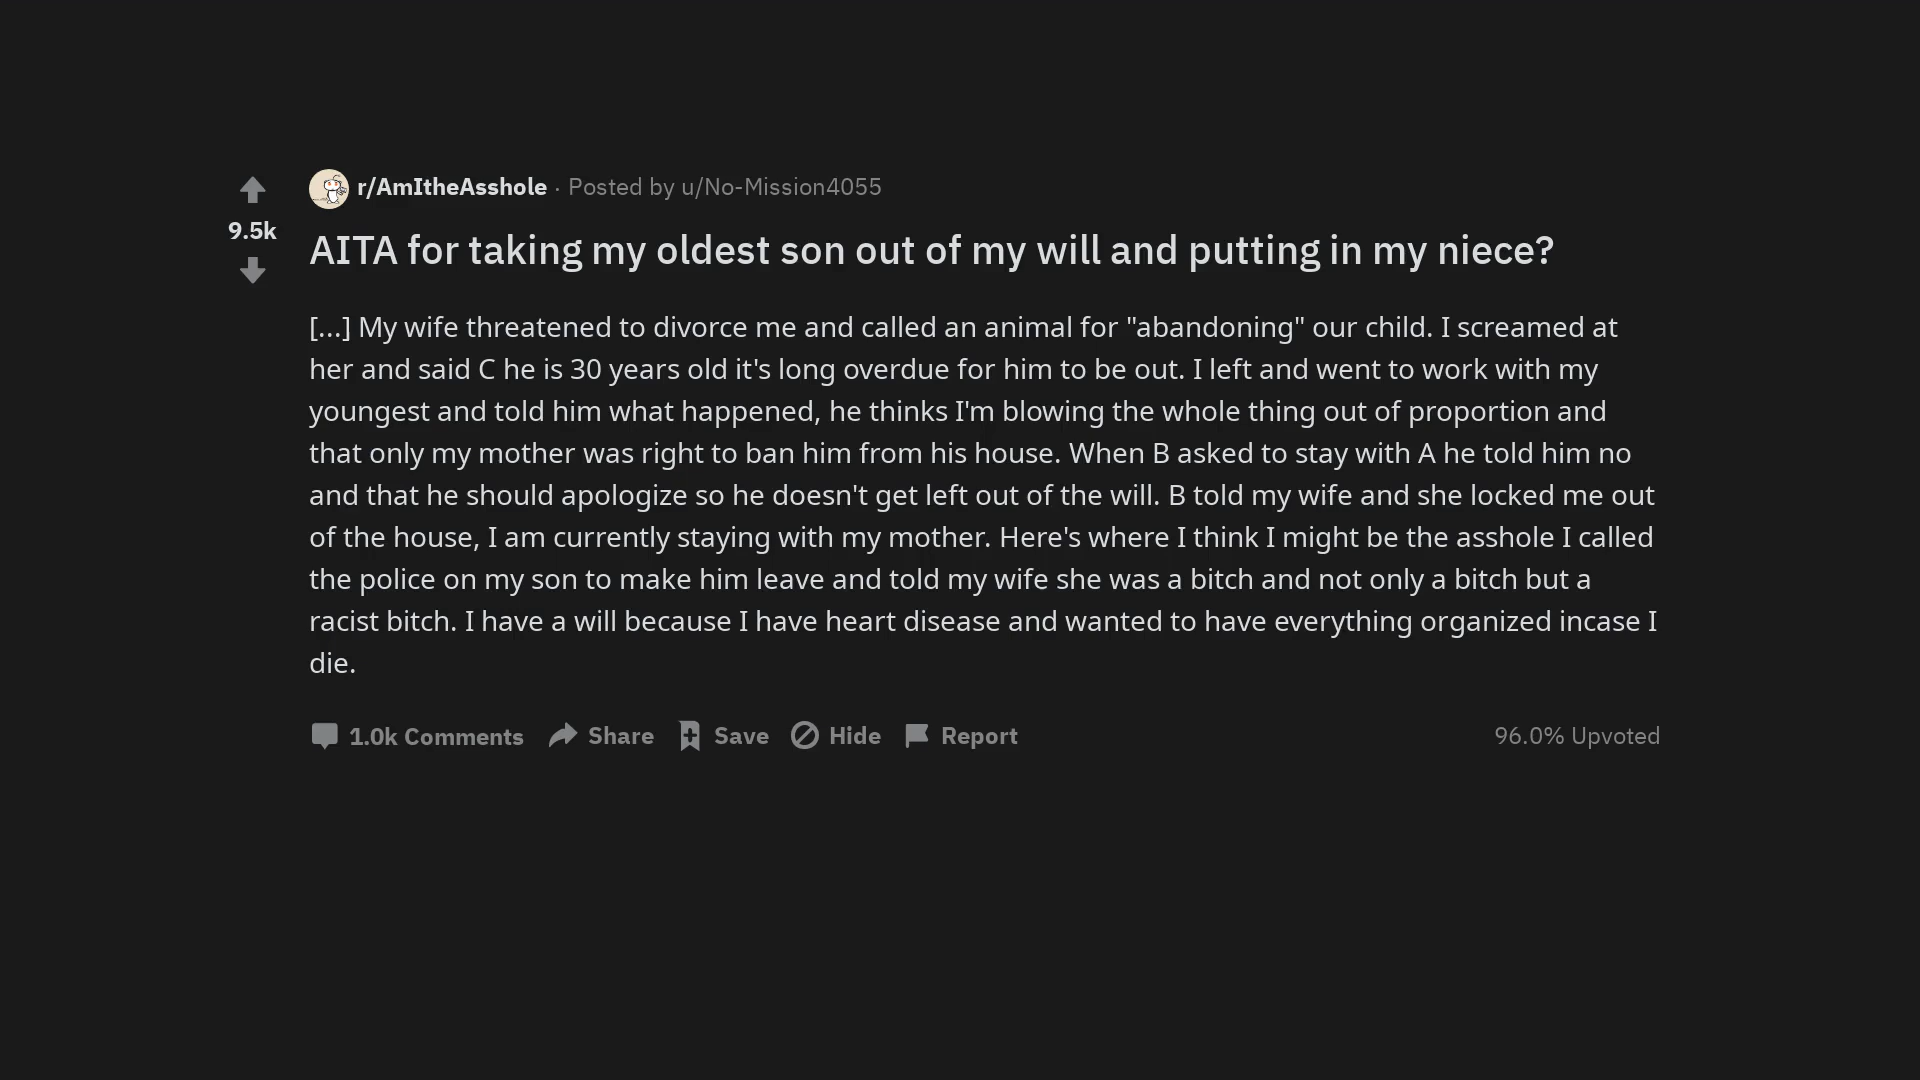 r/AmItheAsshole · Posted by u/No-Mission4055
9.5k
AITA for taking my oldest son out of my will and putting in my niece?
[...] My wife threatened to divorce me and called an animal for "abandoning" our child. I screamed at
her and said C he is 30 years old it's long overdue for him to be out. I left and went to work with my
youngest and told him what happened, he thinks I'm blowing the whole thing out of proportion and
that only my mother was right to ban him from his house. When B asked to stay with A he told him no
and that he should apologize so he doesn't get left out of the will. B told my wife and she locked me out
of the house, I am currently staying with my mother. Here's where I think I might be the asshole I called
the police on my son to make him leave and told my wife she was a bitch and not only a bitch but a
racist bitch. I have a will because I have heart disease and wanted to have everything organized incase I
die.
1.0k Comments Share Save Hide Report 96.0% Upvoted